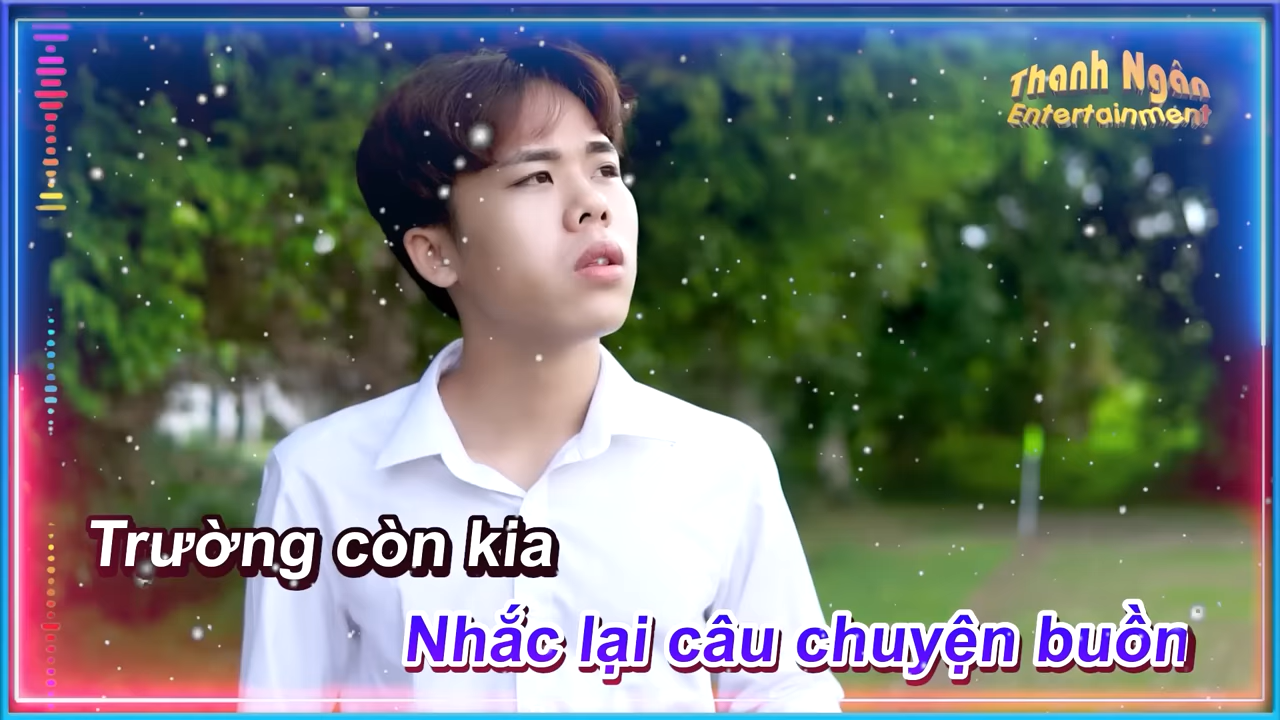 Thanh Ngân
Entertainment
Trường còn kia
Nhắc lại câu chuyện buồn